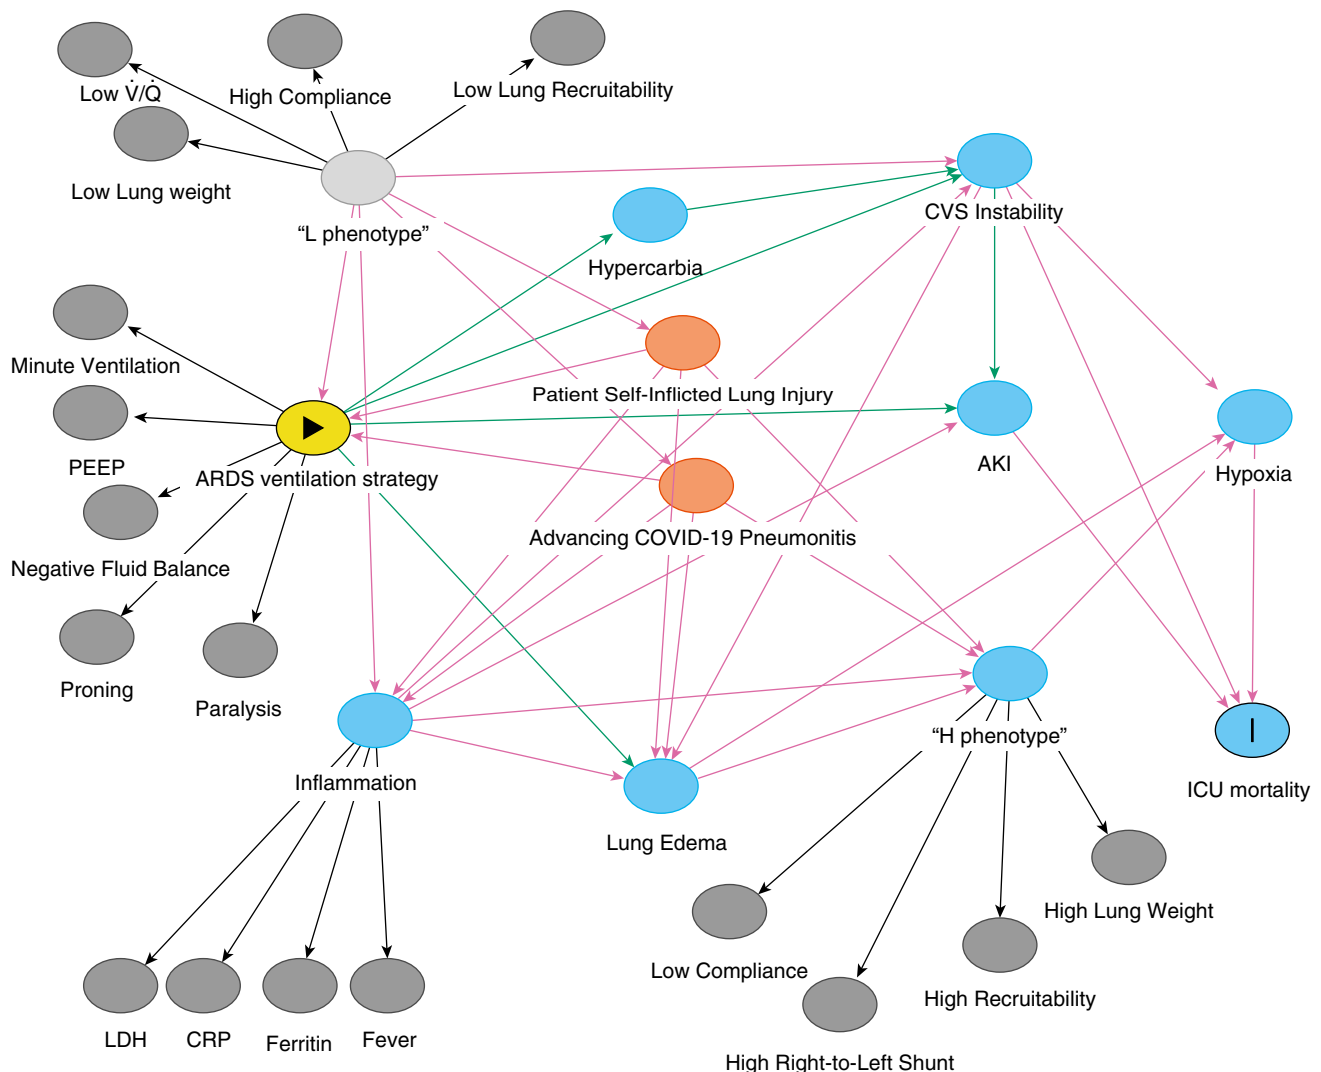 Low V̇/Q̇
High Compliance
Low Lung Recruitability
Low Lung weight
“L phenotype”
CVS Instability
Hypercarbia
Minute Ventilation
Patient Self-Inflicted Lung Injury
PEEP
ARDS ventilation strategy
AKI
Hypoxia
Advancing COVID-19 Pneumonitis
Negative Fluid Balance
Proning
Paralysis
“H phenotype”
Inflammation
ICU mortality
Lung Edema
High Lung Weight
Low Compliance
High Recruitability
LDH
CRP
Ferritin
Fever
High Right-to-Left Shunt